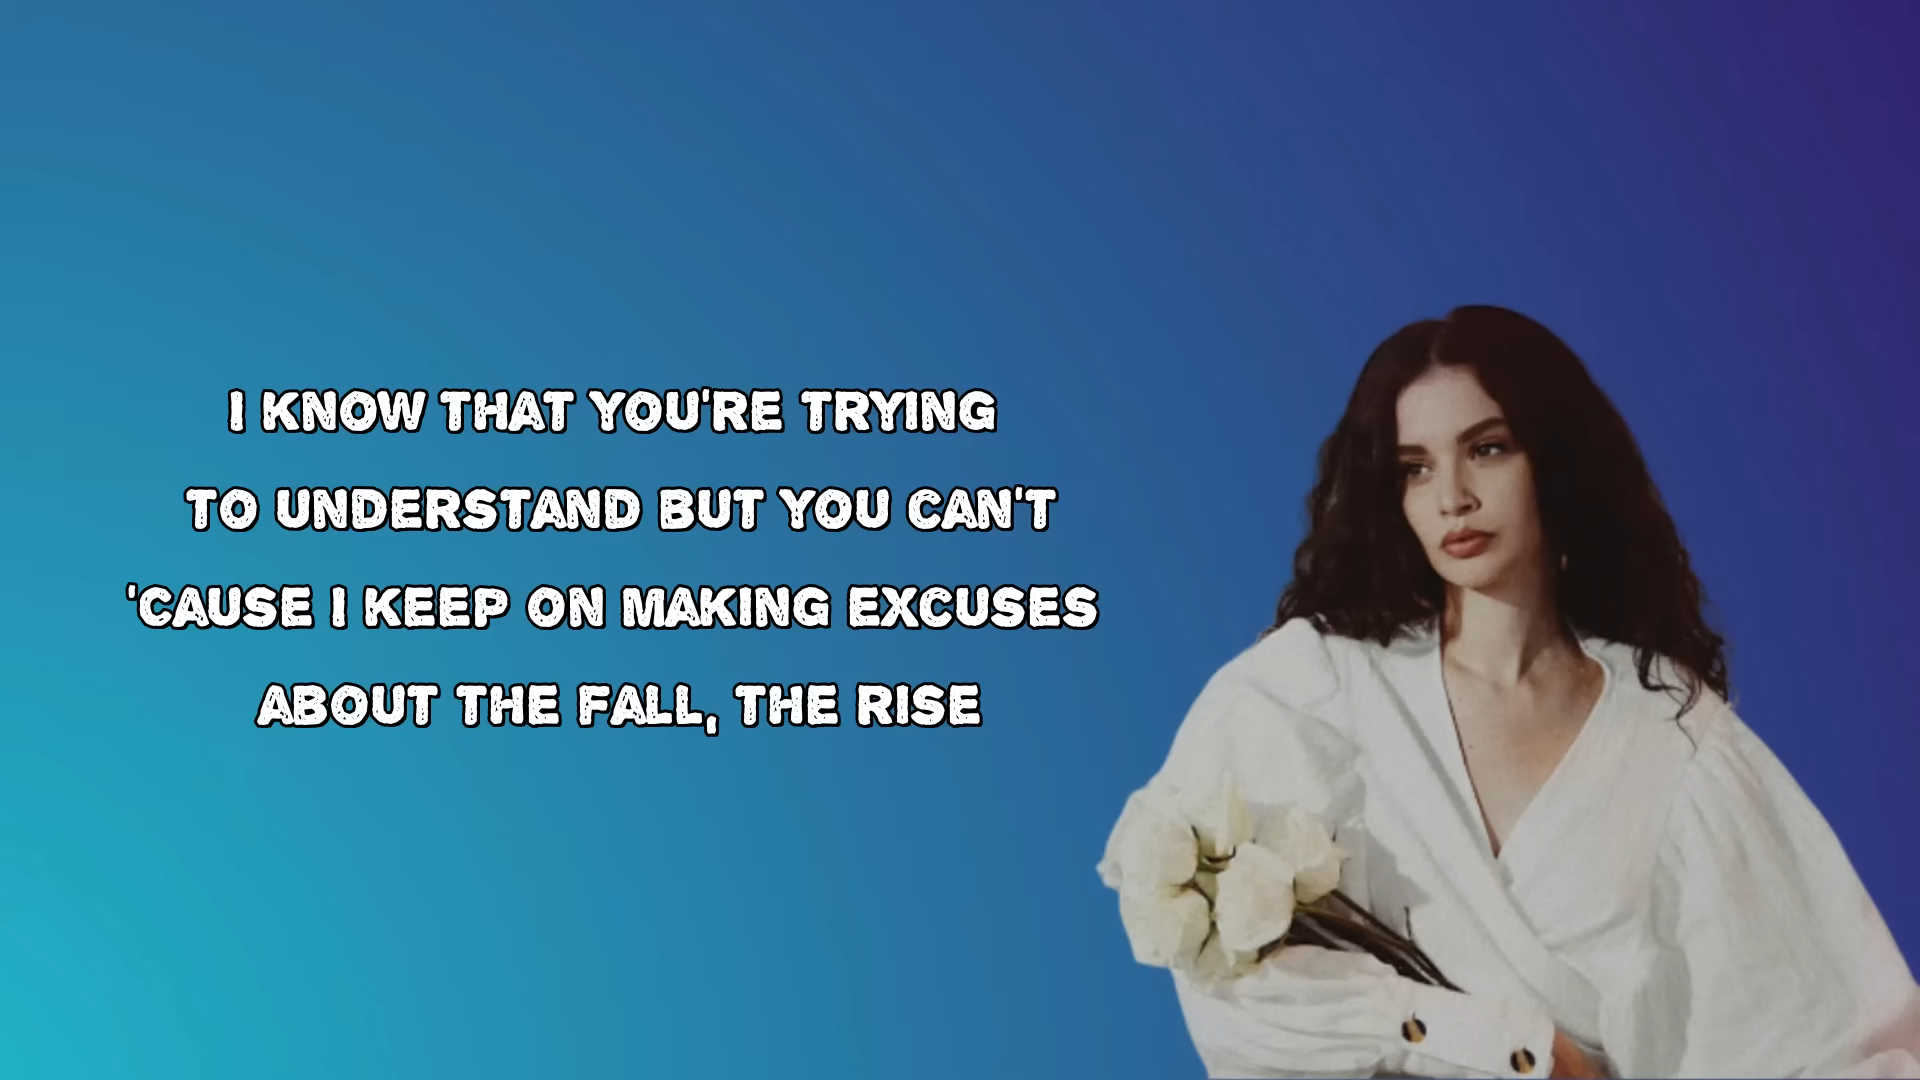 I KNOW THAT YOU'RE TRYING
TO UNDERSTAND BUT YOU CAN'T
'CAUSE I KEEP ON MAKING EXCUSES
ABOUT THE FALL, THE RISE